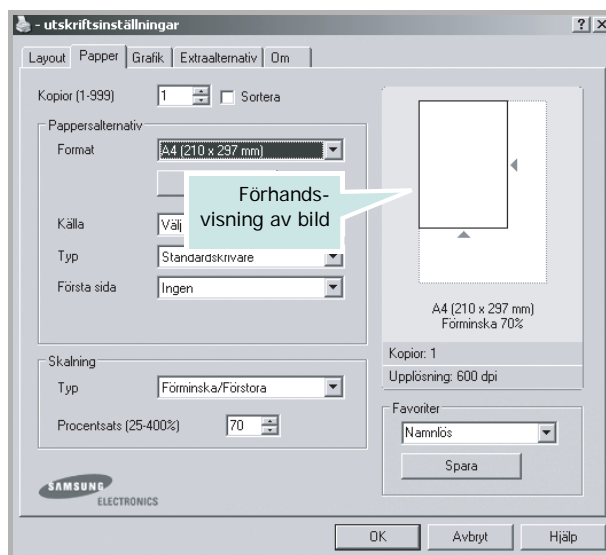 - utskriftsinställningar
Layout Papper Grafik Extraalternativ Om
Kopior (1-999) 1 Sortera
Pappersalternativ
Format A4 (210 x 297 mm)
Förhands-
visning av bild
Källa Välj
Typ Standardskrivare
Första sida Ingen
A4 (210 x 297 mm)
Förminska 70%
Kopior: 1
Upplösning: 600 dpi
Skalning
Typ Förminska/Förstora
Procentsats (25-400%) 70
Favoriter
Namnlös
Spara
SAMSUNG
ELECTRONICS
OK Avbryt Hjälp